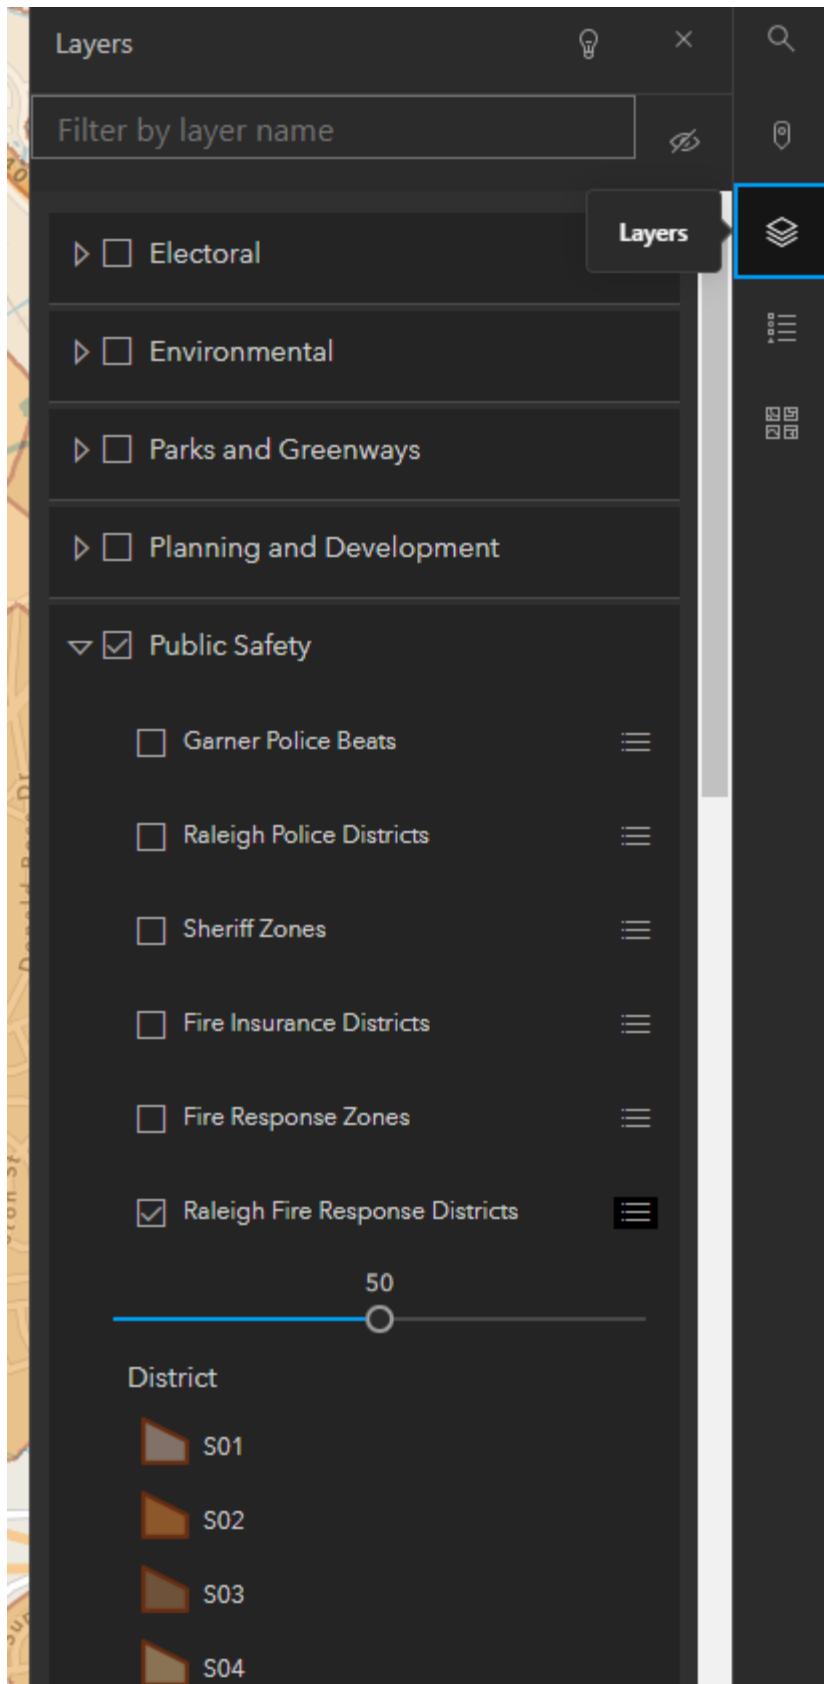 Layers
Filter by layer name
Layers
Electoral
Environmental
Parks and Greenways
Planning and Development
Public Safety
Garner Police Beats
Raleigh Police Districts
Sheriff Zones
Fire Insurance Districts
Fire Response Zones
Raleigh Fire Response Districts
50
District
S01
S02
S03
S04